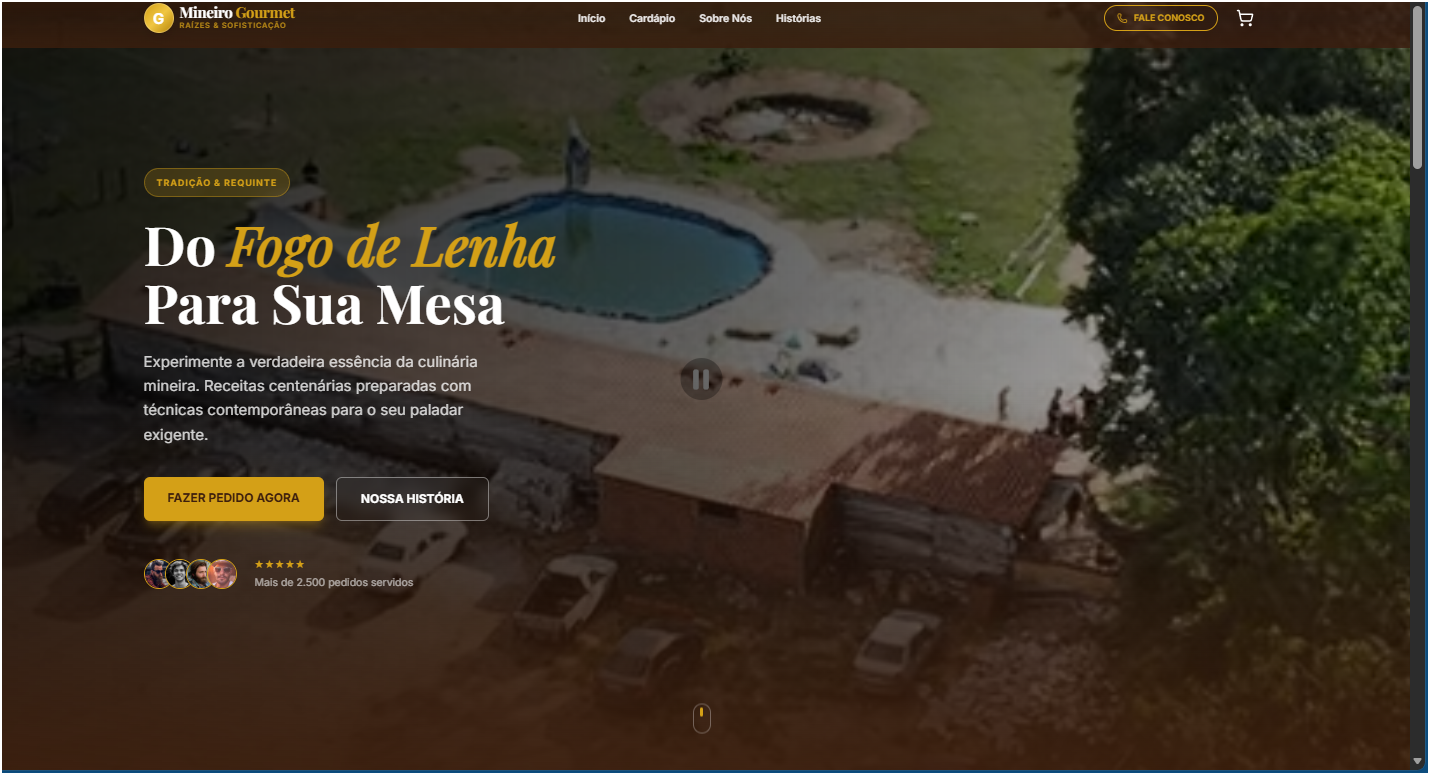 G
Mineiro Gourmet
RAÍZES & SOFISTICAÇÃO
Início
Cardápio
Sobre Nós
Histórias
FALE CONOSCO
TRADIÇÃO & REQUINTE
Do Fogo de Lenha
Para Sua Mesa
Experimente a verdadeira essência da culinária
mineira. Receitas centenárias preparadas com
técnicas contemporâneas para o seu paladar
exigente.
FAZER PEDIDO AGORA
NOSSA HISTÓRIA
Mais de 2.500 pedidos servidos